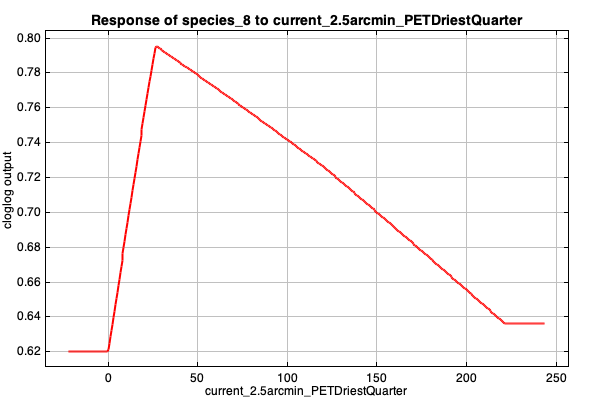 Response of species_8 to current_2.5arcmin_PETDriestQuarter
0.80
0.78
0.76
0.74
0.72
0.70
0.68
0.66
0.64
0.62
cloglog output
0 50 100 150 200 250
current_2.5arcmin_PETDriestQuarter